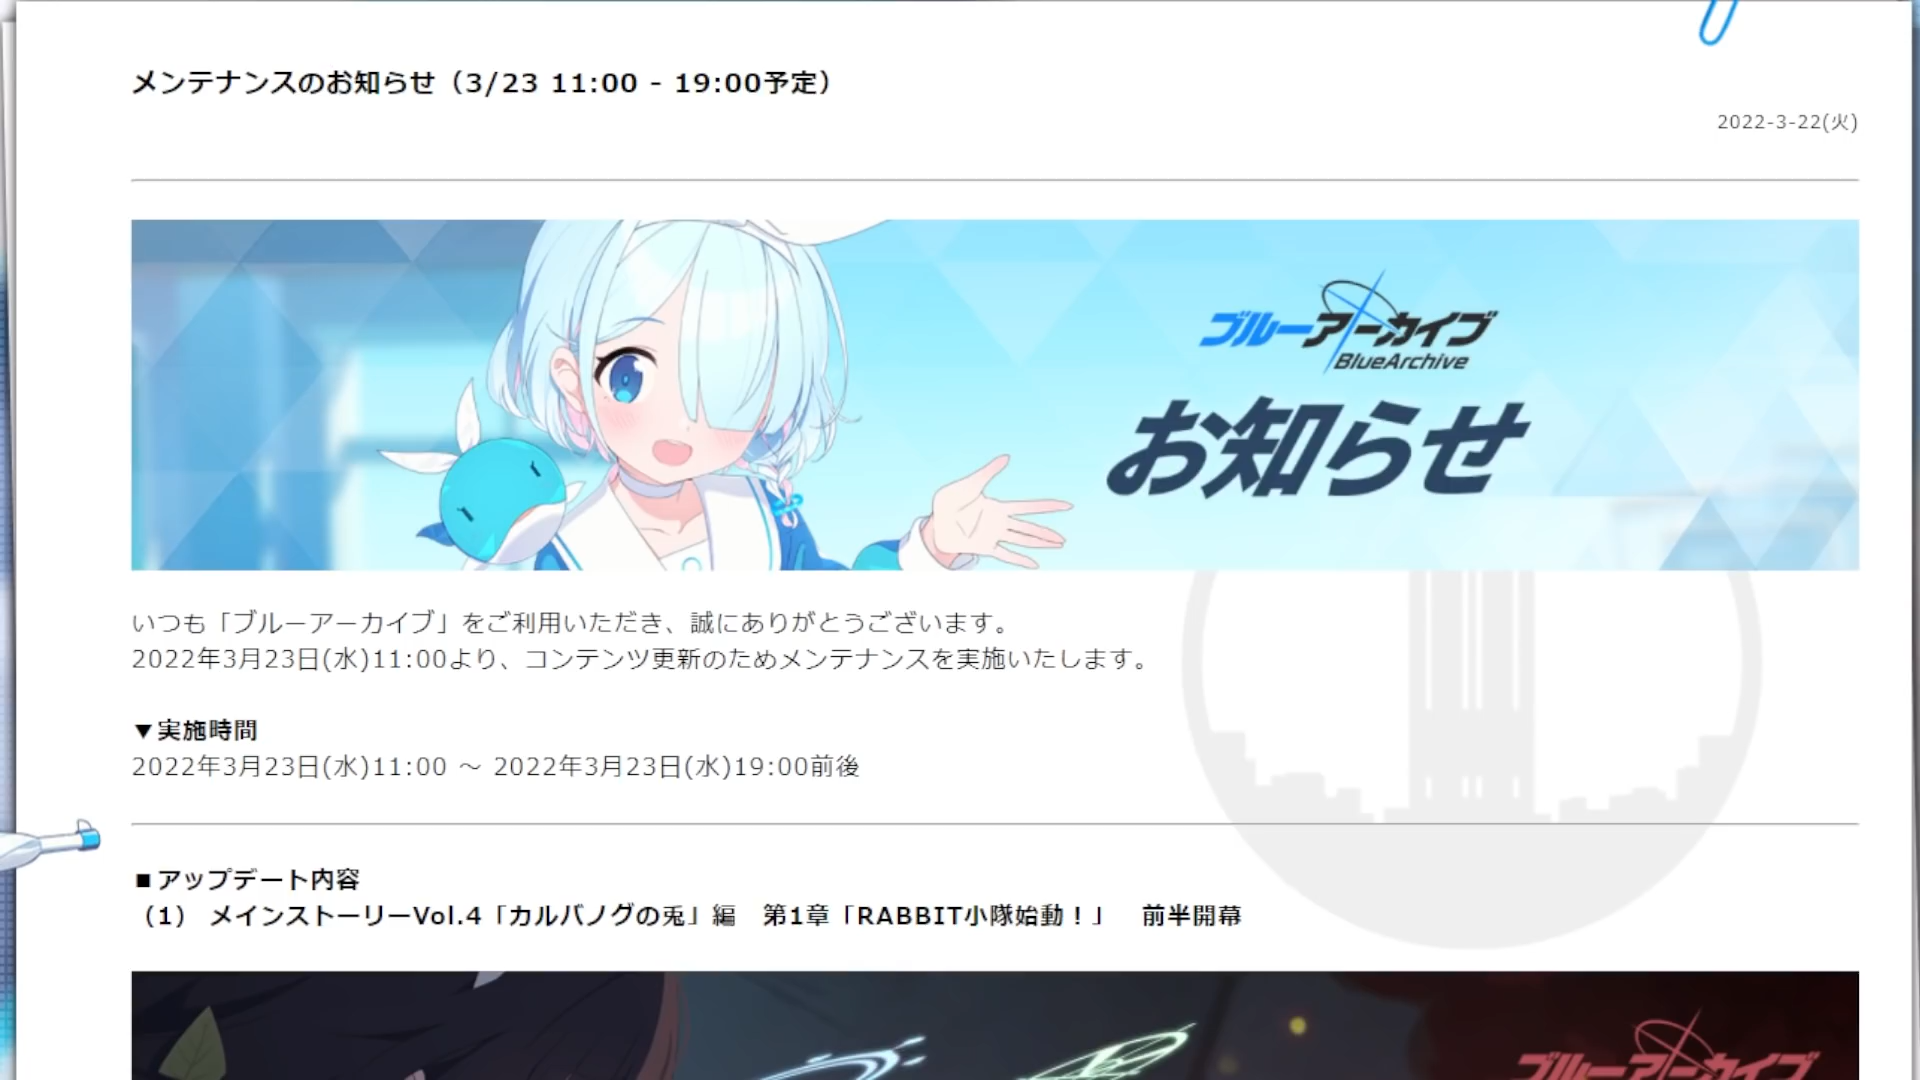 メンテナンスのお知らせ（3/23 11:00 - 19:00予定）
2022-3-22(火)
ブルーアーカイブ
BlueArchive
お知らせ
いつも「ブルーアーカイブ」をご利用いただき、誠にありがとうございます。
2022年3月23日(水)11:00より、コンテンツ更新のためメンテナンスを実施いたします。
▼実施時間
2022年3月23日(水)11:00 ～ 2022年3月23日(水)19:00前後
■アップデート内容
（1） メインストーリーVol.4「カルバノグの兎」編　第1章「RABBIT小隊始動！」　前半開幕
ブルーアーカイブ